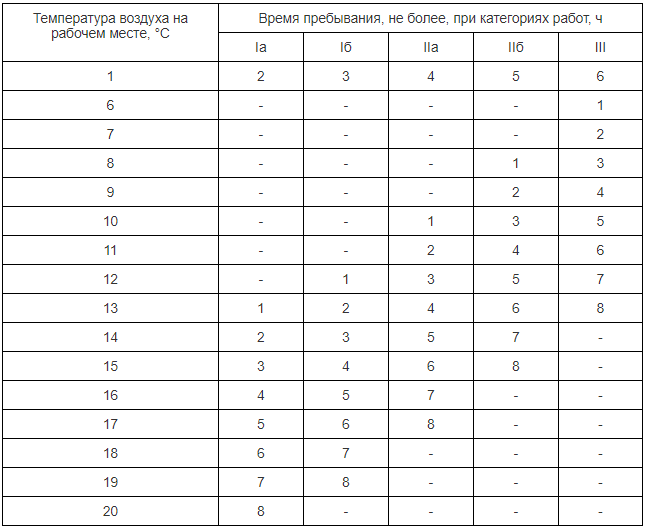 Температура воздуха на рабочем месте, °C | Время пребывания, не более, при категориях работ, ч
Iа | Iб | IIа | IIб | III
1 | 2 | 3 | 4 | 5 | 6
6 | - | - | - | - | 1
7 | - | - | - | - | 2
8 | - | - | - | 1 | 3
9 | - | - | - | 2 | 4
10 | - | - | 1 | 3 | 5
11 | - | - | 2 | 4 | 6
12 | - | 1 | 3 | 5 | 7
13 | 1 | 2 | 4 | 6 | 8
14 | 2 | 3 | 5 | 7 | -
15 | 3 | 4 | 6 | 8 | -
16 | 4 | 5 | 7 | - | -
17 | 5 | 6 | 8 | - | -
18 | 6 | 7 | - | - | -
19 | 7 | 8 | - | - | -
20 | 8 | - | - | - | -